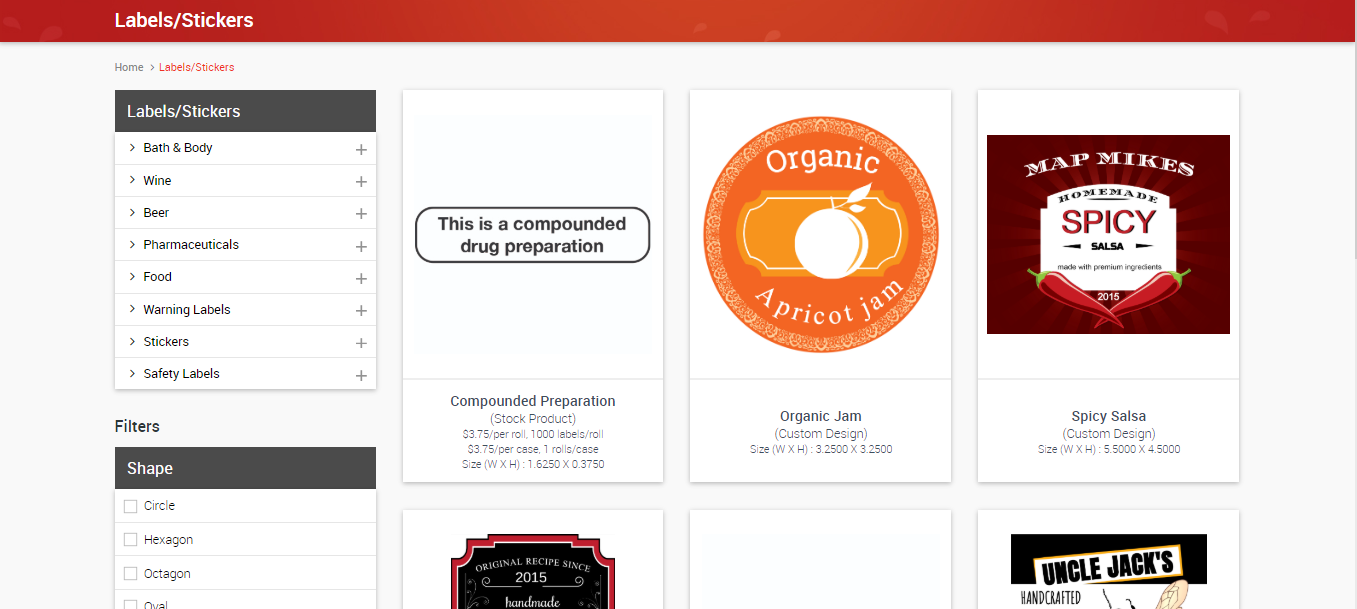 Labels/Stickers
Home > Labels/Stickers
Labels/Stickers
Bath & Body
Wine
Beer
Pharmaceuticals
Food
Warning Labels
Stickers
Safety Labels
Filters
Shape
Circle
Hexagon
Octagon
Oval
This is a compounded
drug preparation
Compounded Preparation
(Stock Product)
$3.75/per roll, 1000 labels/roll
$3.75/per case, 1 rolls/case
Size (W X H) : 1.6250 X 0.3750
Organic
Apricot jam
Organic Jam
(Custom Design)
Size (W X H) : 3.2500 X 3.2500
MAP MIKES
HOMEMADE
SPICY
SALSA
made with premium ingredients
2015
Spicy Salsa
(Custom Design)
Size (W X H) : 5.5000 X 4.5000
ORIGINAL RECIPE SINCE
2015
handmade
UNCLE JACK'S
HANDCRAFTED